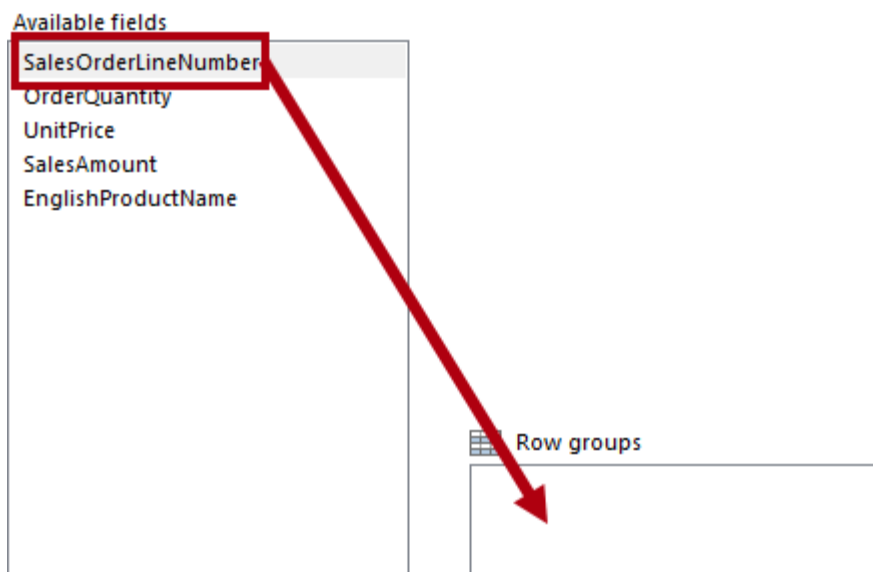 Available fields
SalesOrderLineNumber
OrderQuantity
UnitPrice
SalesAmount
EnglishProductName
Row groups